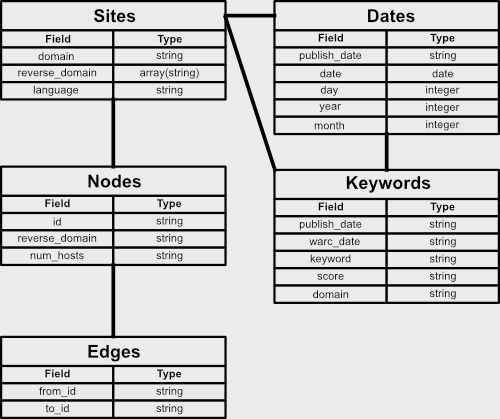 Sites
Field Type
domain string
reverse_domain array(string)
language string
Dates
Field Type
publish_date string
date date
day integer
year integer
month integer
Nodes
Field Type
id string
reverse_domain string
num_hosts string
Keywords
Field Type
publish_date string
warc_date string
keyword string
score string
domain string
Edges
Field Type
from_id string
to_id string